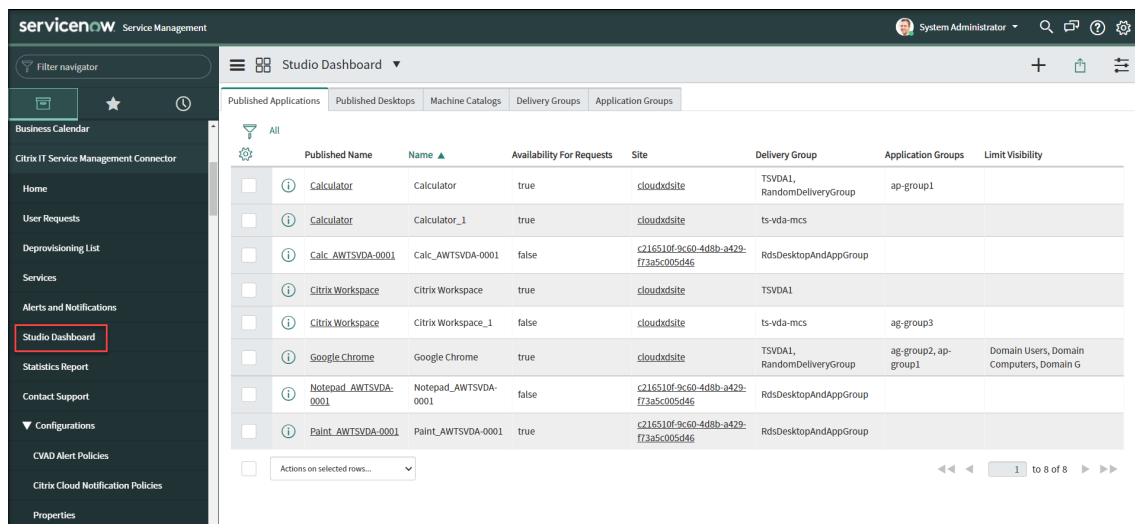 servicenow Service Management
System Administrator
Filter navigator
Studio Dashboard
Published Applications Published Desktops Machine Catalogs Delivery Groups Application Groups
Business Calendar
Citrix IT Service Management Connector
Home
User Requests
Deprovisioning List
Services
Alerts and Notifications
Studio Dashboard
Statistics Report
Contact Support
Configurations
CVAD Alert Policies
Citrix Cloud Notification Policies
Properties
All
Published Name Name Availability For Requests Site Delivery Group Application Groups Limit Visibility
Calculator Calculator true cloudxdsite TSVDA1, ap-group1
RandomDeliveryGroup
Calculator Calculator_1 true cloudxdsite ts-vda-mcs
Calc_AWTSVDA-0001 Calc_AWTSVDA-0001 false c216510f-9c60-4d8b-a429- RdsDesktopAndAppGroup
f73a5c005d46
Citrix Workspace Citrix Workspace true cloudxdsite TSVDA1
Citrix Workspace Citrix Workspace_1 false cloudxdsite ts-vda-mcs ag-group3
Google Chrome Google Chrome true cloudxdsite TSVDA1, ag-group2, ap- Domain Users, Domain
RandomDeliveryGroup group1 Computers, Domain G
Notepad_AWTSVDA- Notepad_AWTSVDA- false c216510f-9c60-4d8b-a429- RdsDesktopAndAppGroup
0001 0001 f73a5c005d46
Paint_AWTSVDA-0001 Paint_AWTSVDA-0001 true c216510f-9c60-4d8b-a429- RdsDesktopAndAppGroup
f73a5c005d46
Actions on selected rows... 1 to 8 of 8